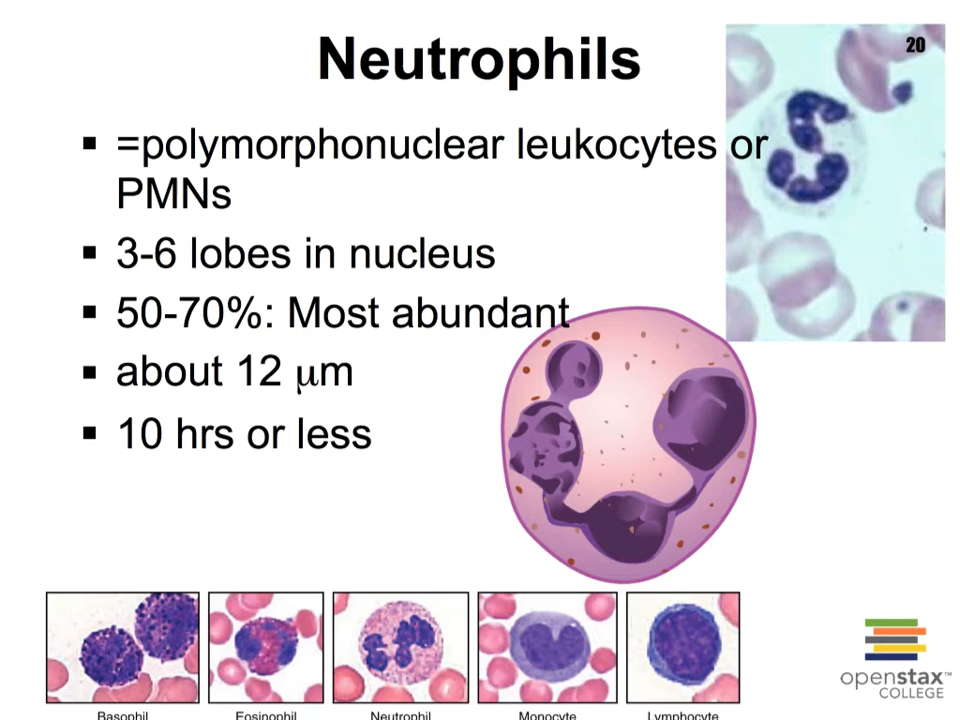 Neutrophils
20
▪ =polymorphonuclear leukocytes or
PMNs
▪ 3-6 lobes in nucleus
▪ 50-70%: Most abundant
▪ about 12 μm
▪ 10 hrs or less
Basophil Eosinophil Neutrophil Monocyte Lymphocyte
openstax™
COLLEGE